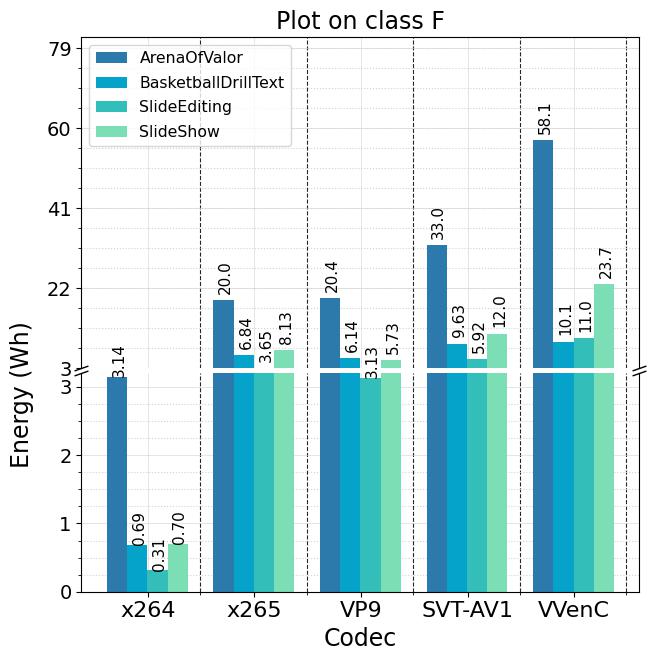 Plot on class F
79
60
41
22
3
3
2
1
0
Energy (Wh)
ArenaOfValor
BasketballDrillText
SlideEditing
SlideShow
3.14
0.69
0.31
0.70
20.0
6.84
3.65
8.13
20.4
6.14
3.13
5.73
33.0
9.63
5.92
12.0
58.1
10.1
11.0
23.7
x264
x265
VP9
SVT-AV1
VVenC
Codec